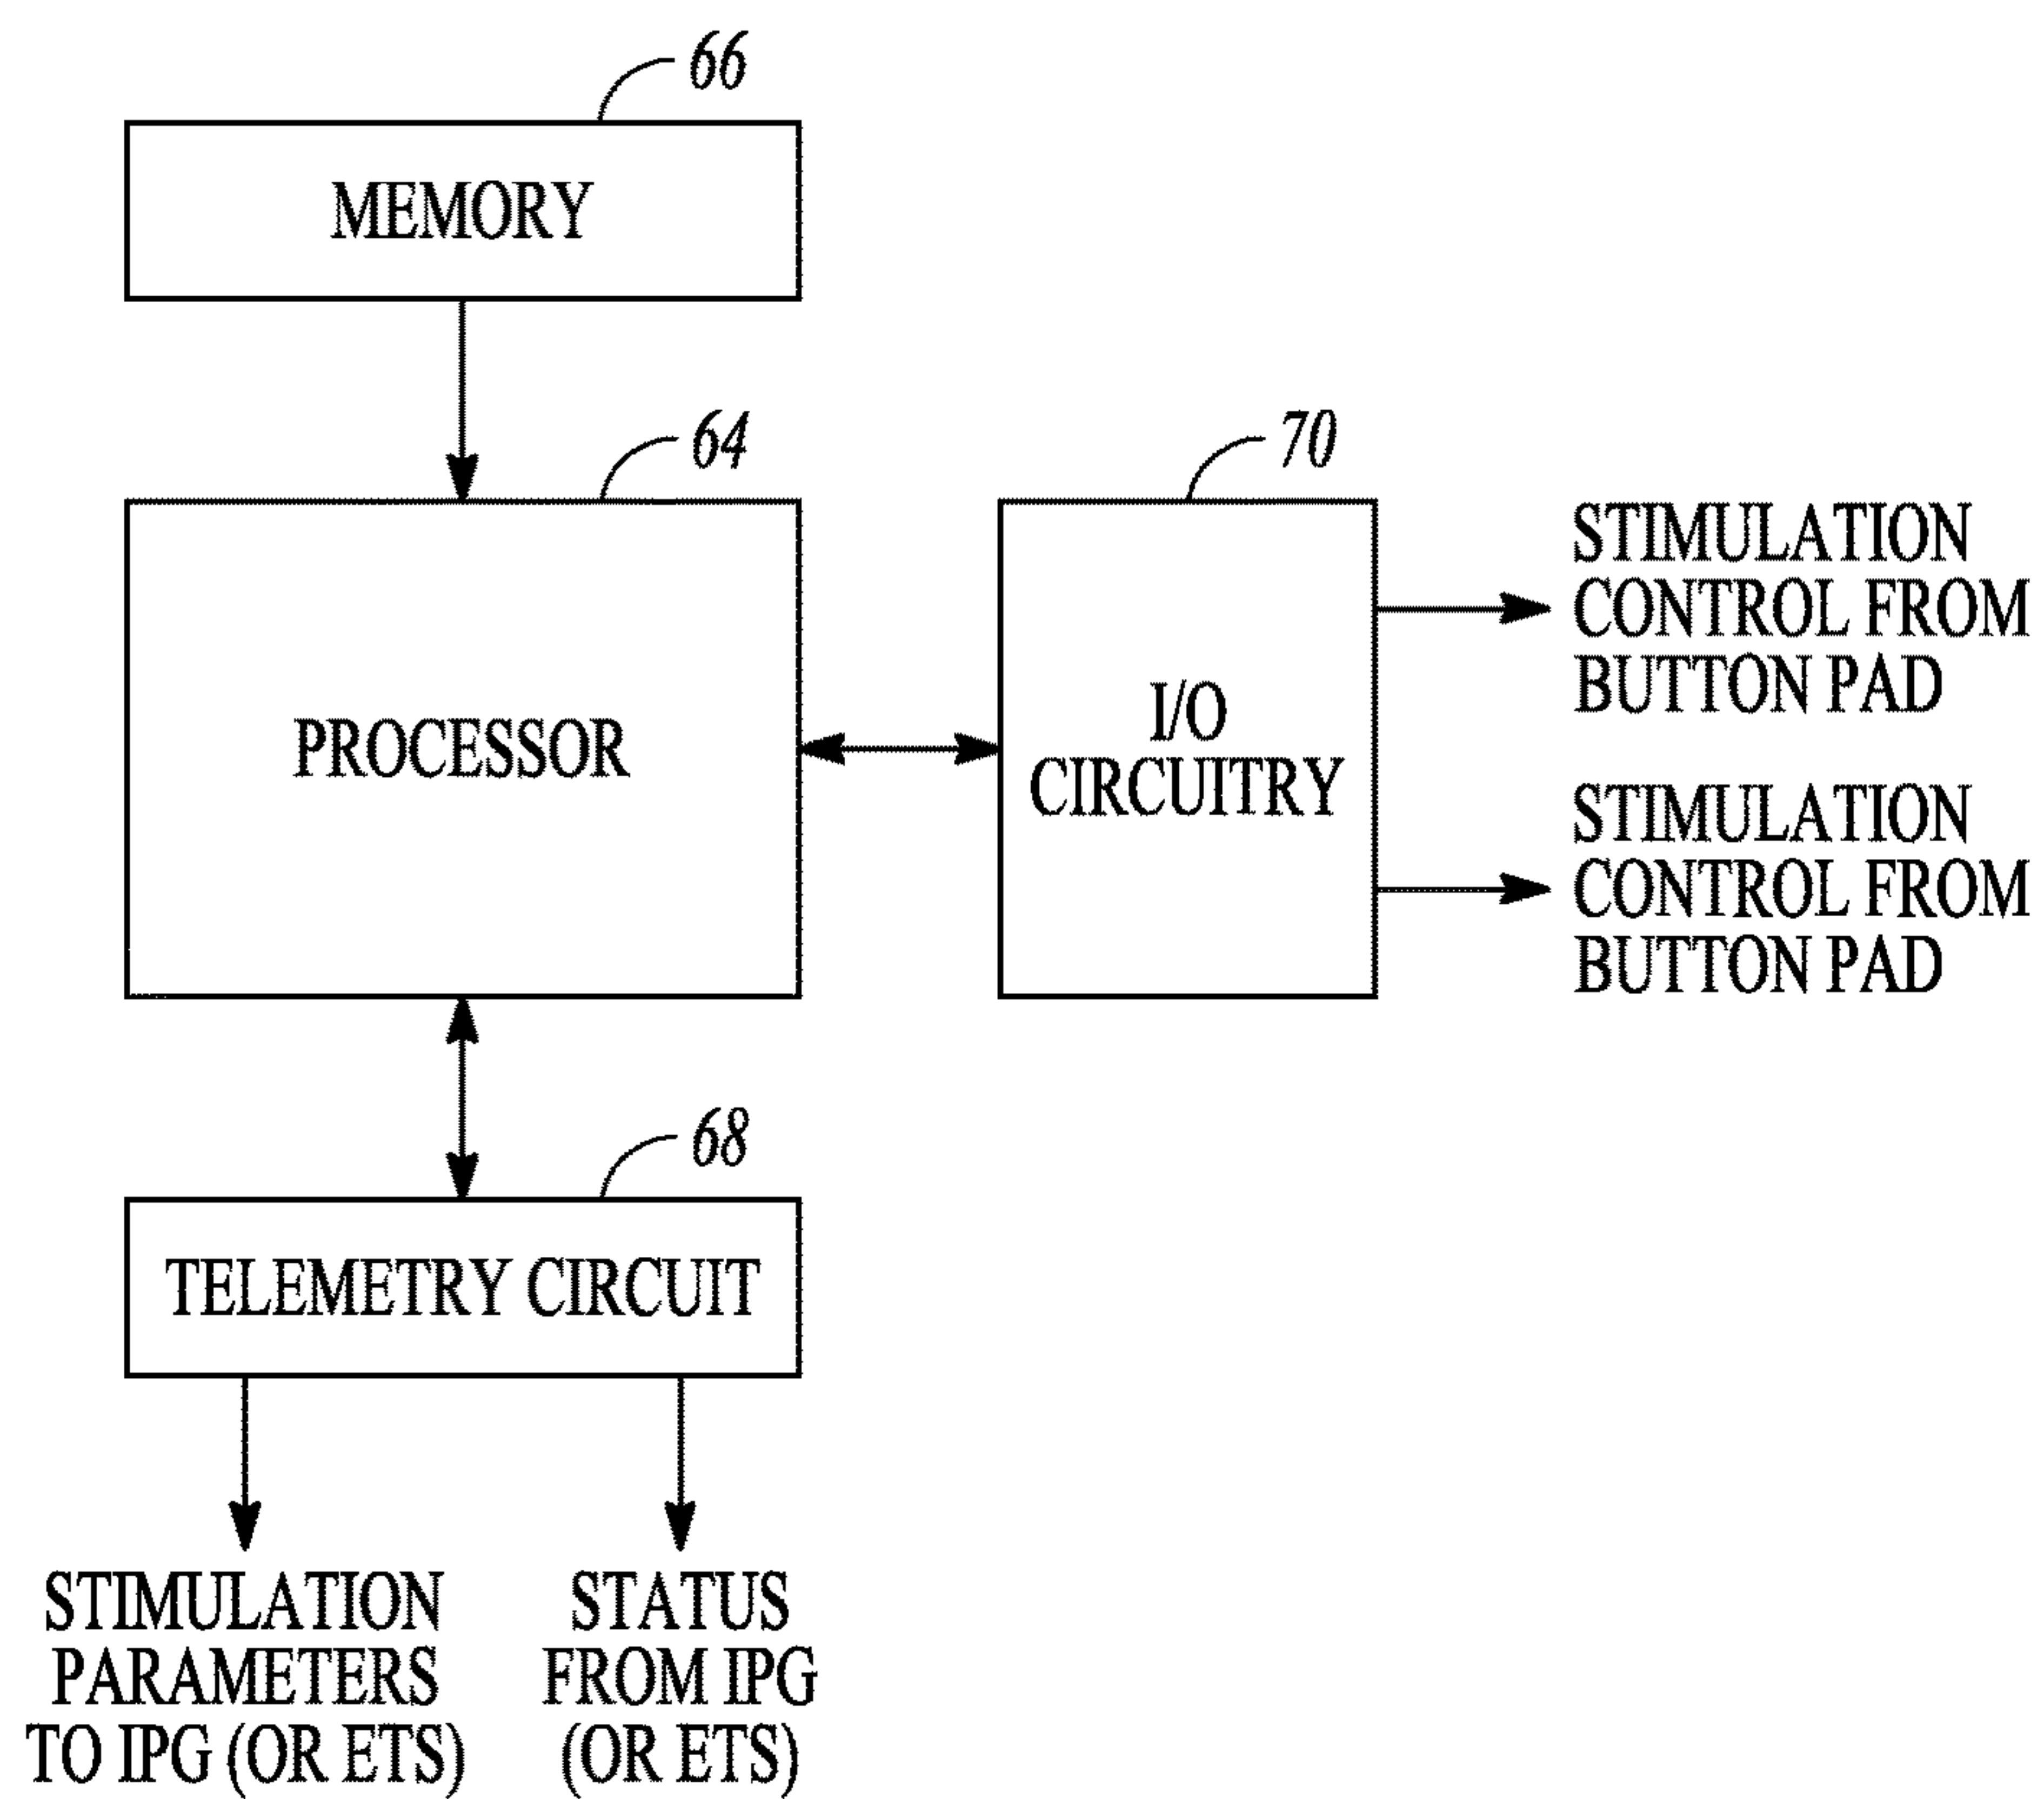 66
MEMORY
64
PROCESSOR
70
I/O
CIRCUITRY
STIMULATION
CONTROL FROM
BUTTON PAD
STIMULATION
CONTROL FROM
BUTTON PAD
68
TELEMETRY CIRCUIT
STIMULATION
PARAMETERS
TO IPG (OR ETS)
STATUS
FROM IPG
(OR ETS)